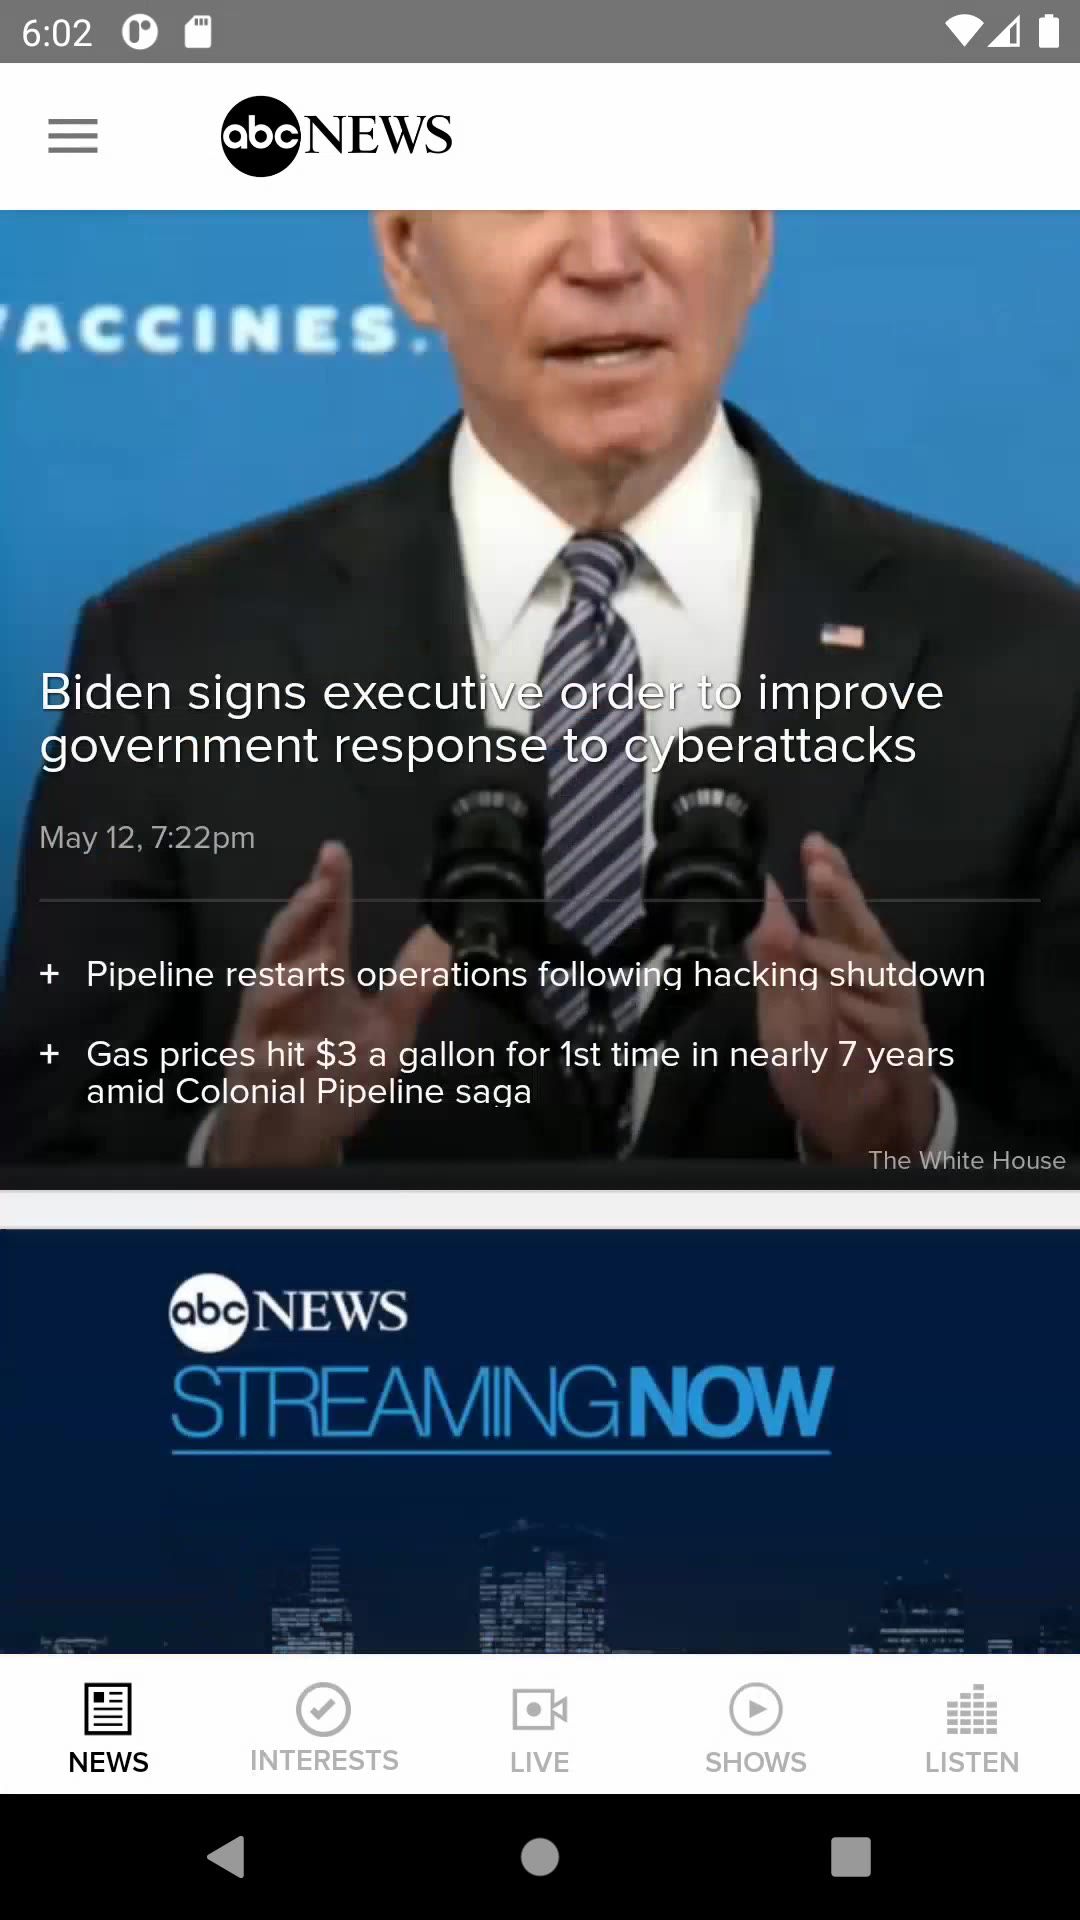 6:02
abc NEWS
VACCINES.
Biden signs executive order to improve
government response to cyberattacks
May 12, 7:22pm
+ Pipeline restarts operations following hacking shutdown
+ Gas prices hit $3 a gallon for 1st time in nearly 7 years
amid Colonial Pipeline saga
The White House
abc NEWS
STREAMING NOW
NEWS
INTERESTS
LIVE
SHOWS
LISTEN